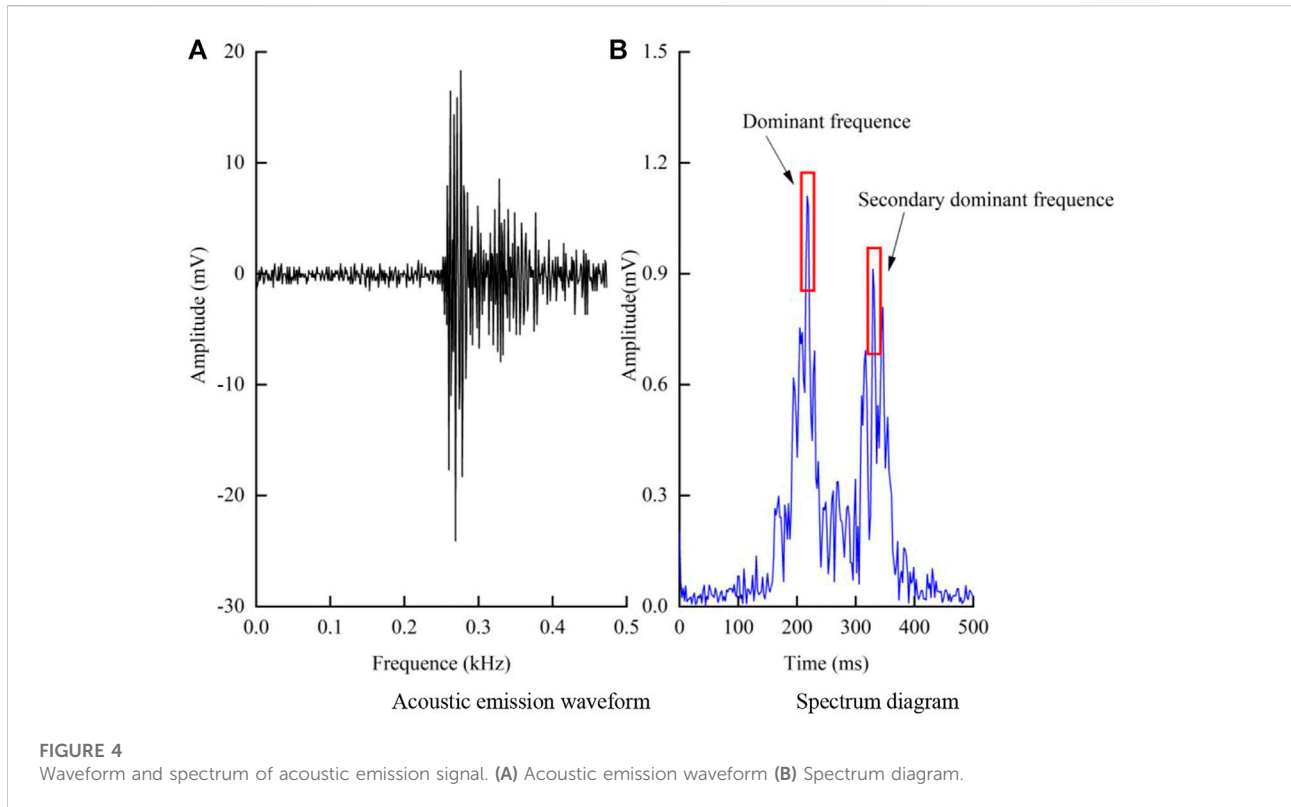 A
20
10
0
-10
-20
-30
Amplitude (mV)
0.0 0.1 0.2 0.3 0.4 0.5
Frequence (kHz)
Acoustic emission waveform
B
1.5
1.2
0.9
0.6
0.3
0.0
Amplitude(mV)
Dominant frequence
Secondary dominant frequence
0 100 200 300 400 500
Time (ms)
Spectrum diagram
FIGURE 4
Waveform and spectrum of acoustic emission signal. (A) Acoustic emission waveform (B) Spectrum diagram.